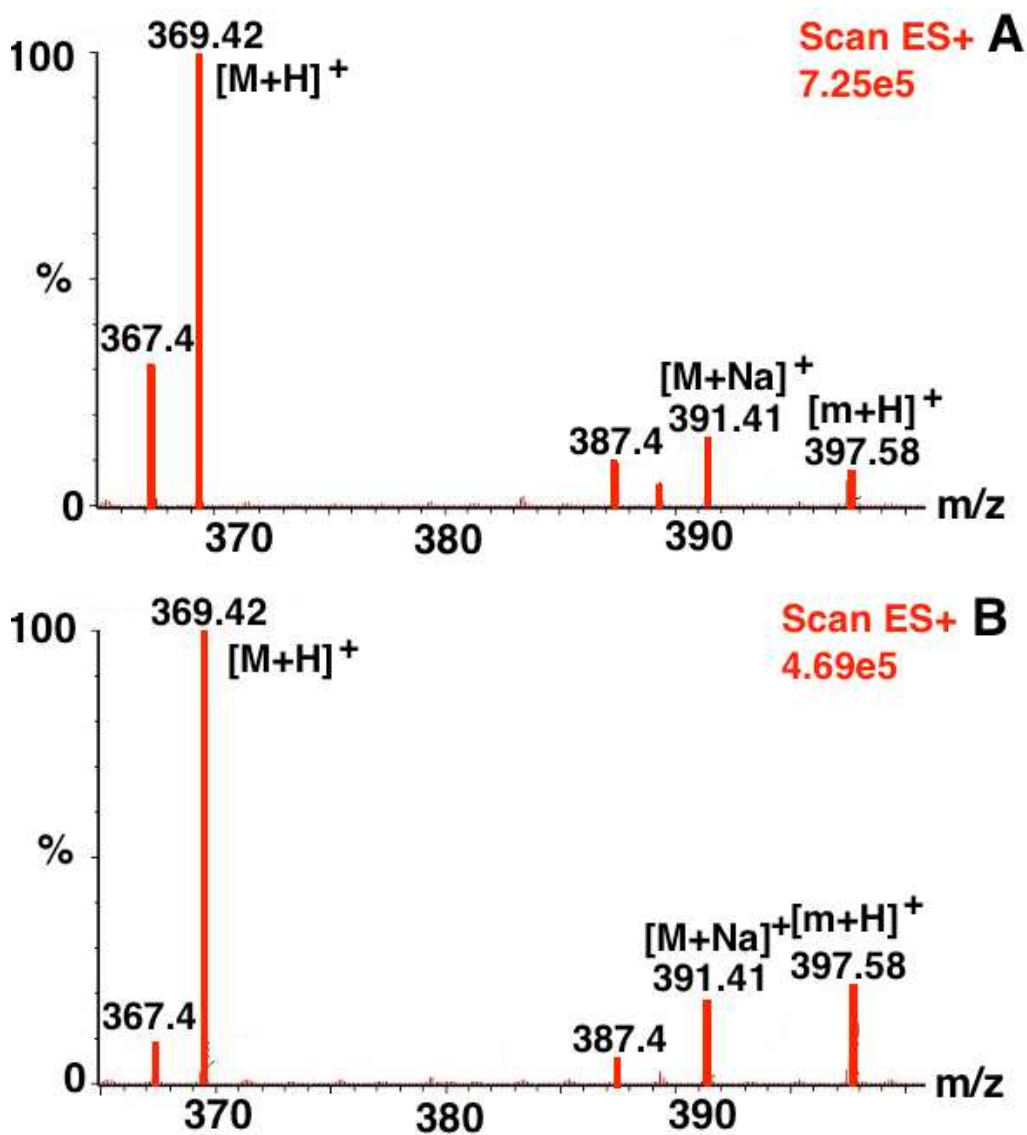 369.42
Scan ES+ A
100
[M+H]+
7.25e5
%
367.4
[M+Na]+
[m+H]+
391.41
387.4
397.58
0
m/z
370 380 390
369.42
Scan ES+ B
100
[M+H]+
4.69e5
%
[M+Na]+[m+H]+
391.41 397.58
367.4
387.4
0
m/z
370 380 390